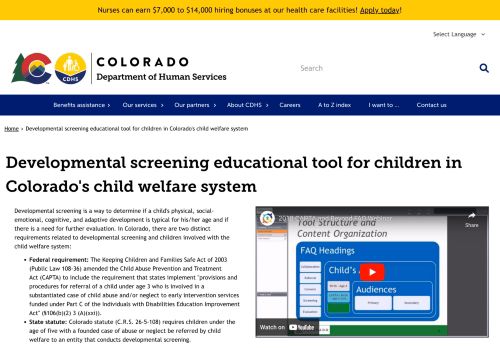 Nurses can earn $7,000 to $14,000 hiring bonuses at our health care facilities! Apply today!
Select Language
CDHS
COLORADO
Department of Human Services
Search
Benefits assistance
Our services
Our partners
About CDHS
Careers
A to Z index
I want to ...
Contact us
Home › Developmental screening educational tool for children in Colorado's child welfare system
Developmental screening educational tool for children in
Colorado's child welfare system
Developmental screening is a way to determine if a child's physical, social-
emotional, cognitive, and adaptive development is typical for his/her age and if
there is a need for further evaluation. In Colorado, there are two distinct
requirements related to developmental screening and children involved with the
child welfare system:
• Federal requirement: The Keeping Children and Families Safe Act of 2003
(Public Law 108-36) amended the Child Abuse Prevention and Treatment
Act (CAPTA) to include the requirement that states implement "provisions and
procedures for referral of a child under age 3 who is involved in a
substantiated case of child abuse and/or neglect to early intervention services
funded under Part C of the Individuals with Disabilities Education Improvement
Act" (§106(b)(2) 3 (A)(xxi)).
• State statute: Colorado statute (C.R.S. 26-5-108) requires children under the
age of five with a founded case of abuse or neglect be referred by child
welfare to an entity that conducts developmental screening.
Tool Structure and
Content Organization
Share
FAQ Headings
Child's
Audiences
Primary
Secondary
Collaboration
Referral
Consent
Screening
Evaluation
Watch on YouTube